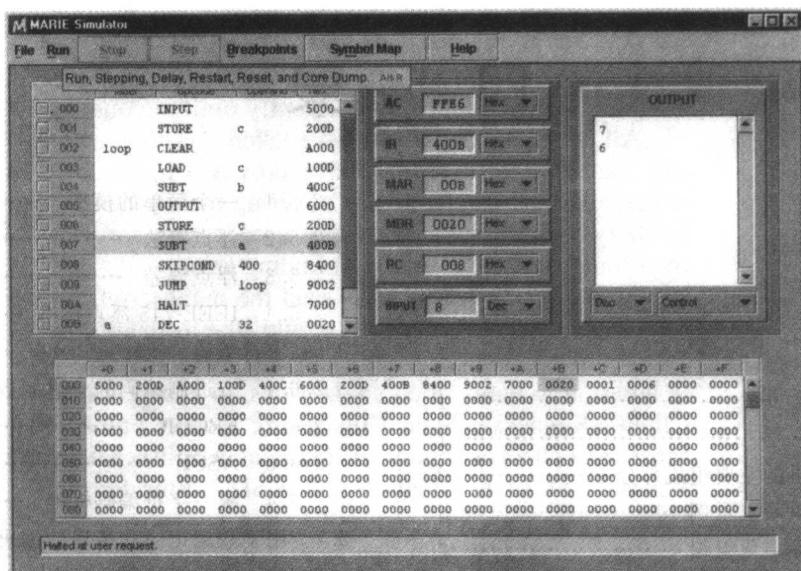 MARIE Simulator
File Run Stop Step Breakpoints Symbol Map Help
Run, Stepping, Delay, Restart, Reset, and Core Dump. Alt-R
label opcode operand hex
000 INPUT 5000
001 STORE c 200D
002 loop CLEAR A000
003 LOAD c 100D
004 SUBT b 400C
005 OUTPUT 6000
006 STORE c 200D
007 SUBT a 400B
008 SKIPCOND 400 8400
009 JUMP loop 9002
00A HALT 7000
00B a DEC 32 0020
AC FFE6 Hex
IR 400B Hex
MAR 00B Hex
MBR 0020 Hex
PC 008 Hex
INPUT 8 Dec
OUTPUT
7
6
Dec Control
+0 +1 +2 +3 +4 +5 +6 +7 +8 +9 +A +B +C +D +E +F
000 5000 200D A000 100D 400C 6000 200D 400B 8400 9002 7000 0020 0001 0006 0000 0000
010 0000 0000 0000 0000 0000 0000 0000 0000 0000 0000 0000 0000 0000 0000 0000 0000
020 0000 0000 0000 0000 0000 0000 0000 0000 0000 0000 0000 0000 0000 0000 0000 0000
030 0000 0000 0000 0000 0000 0000 0000 0000 0000 0000 0000 0000 0000 0000 0000 0000
040 0000 0000 0000 0000 0000 0000 0000 0000 0000 0000 0000 0000 0000 0000 0000 0000
050 0000 0000 0000 0000 0000 0000 0000 0000 0000 0000 0000 0000 0000 0000 0000 0000
060 0000 0000 0000 0000 0000 0000 0000 0000 0000 0000 0000 0000 0000 0000 0000 0000
070 0000 0000 0000 0000 0000 0000 0000 0000 0000 0000 0000 0000 0000 0000 0000 0000
080 0000 0000 0000 0000 0000 0000 0000 0000 0000 0000 0000 0000 0000 0000 0000 0000
Halted at user request.